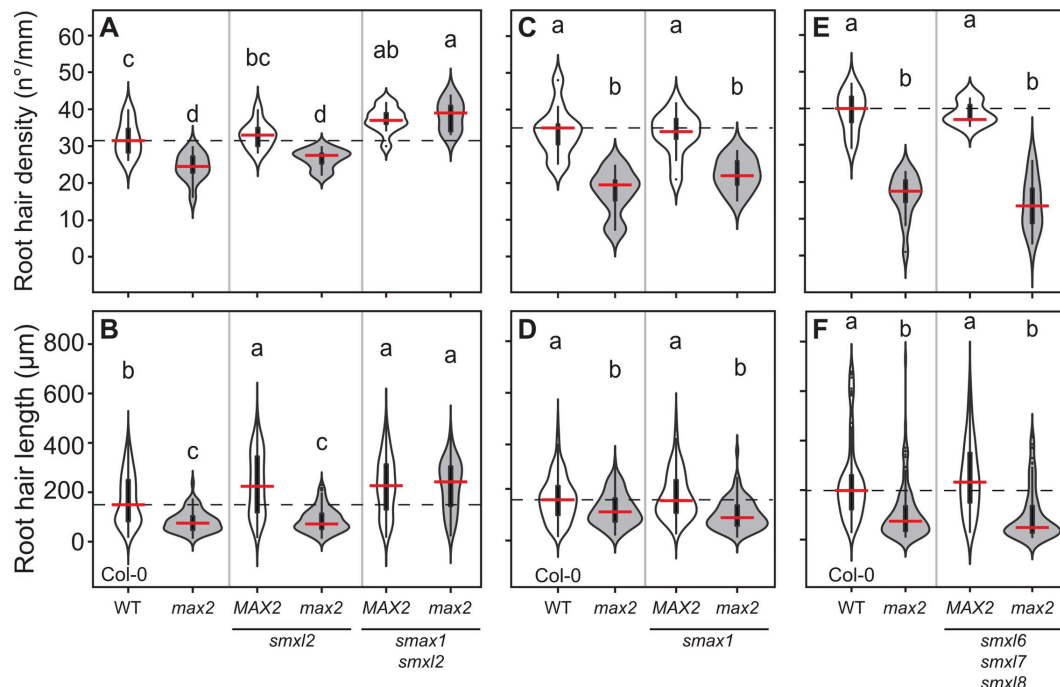 Root hair density (n°/mm)
60
50
40
30
20
10
0
A
c
d
bc
d
ab
a
C
a
b
a
b
E
a
b
a
b
Root hair length (µm)
800
600
400
200
0
B
b
c
a
c
a
a
Col-0
D
a
b
a
b
Col-0
F
a
b
a
b
Col-0
WT max2 MAX2 max2 MAX2 max2 WT max2 MAX2 max2 WT max2 MAX2 max2
smxl2 smax1 smax1 smxl6
smxl2 smxl7
smxl8